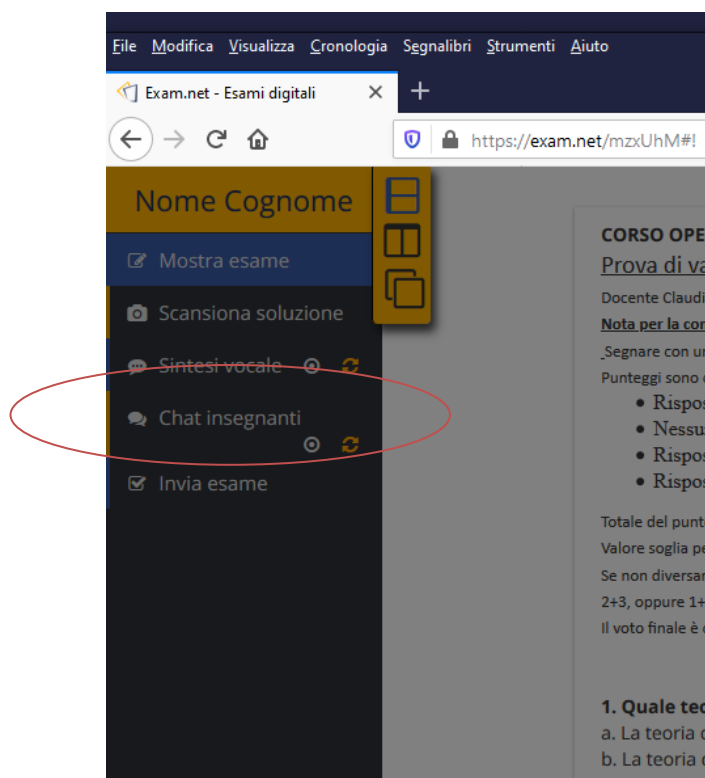 File Modifica Visualizza Cronologia Segnalibri Strumenti Aiuto
Exam.net - Esami digitali
https://exam.net/mzxUhM#!
Nome Cognome
Mostra esame
Scansiona soluzione
Sintesi vocale
Chat insegnanti
Invia esame
CORSO OPE
Prova di va
Docente Claudi
Nota per la cor
Segnare con un
Punteggi sono
• Rispos
• Nessu
• Rispos
• Rispos
Totale del punt
Valore soglia pe
Se non diversar
2+3, oppure 1+
Il voto finale è
1. Quale teo
a. La teoria
b. La teoria